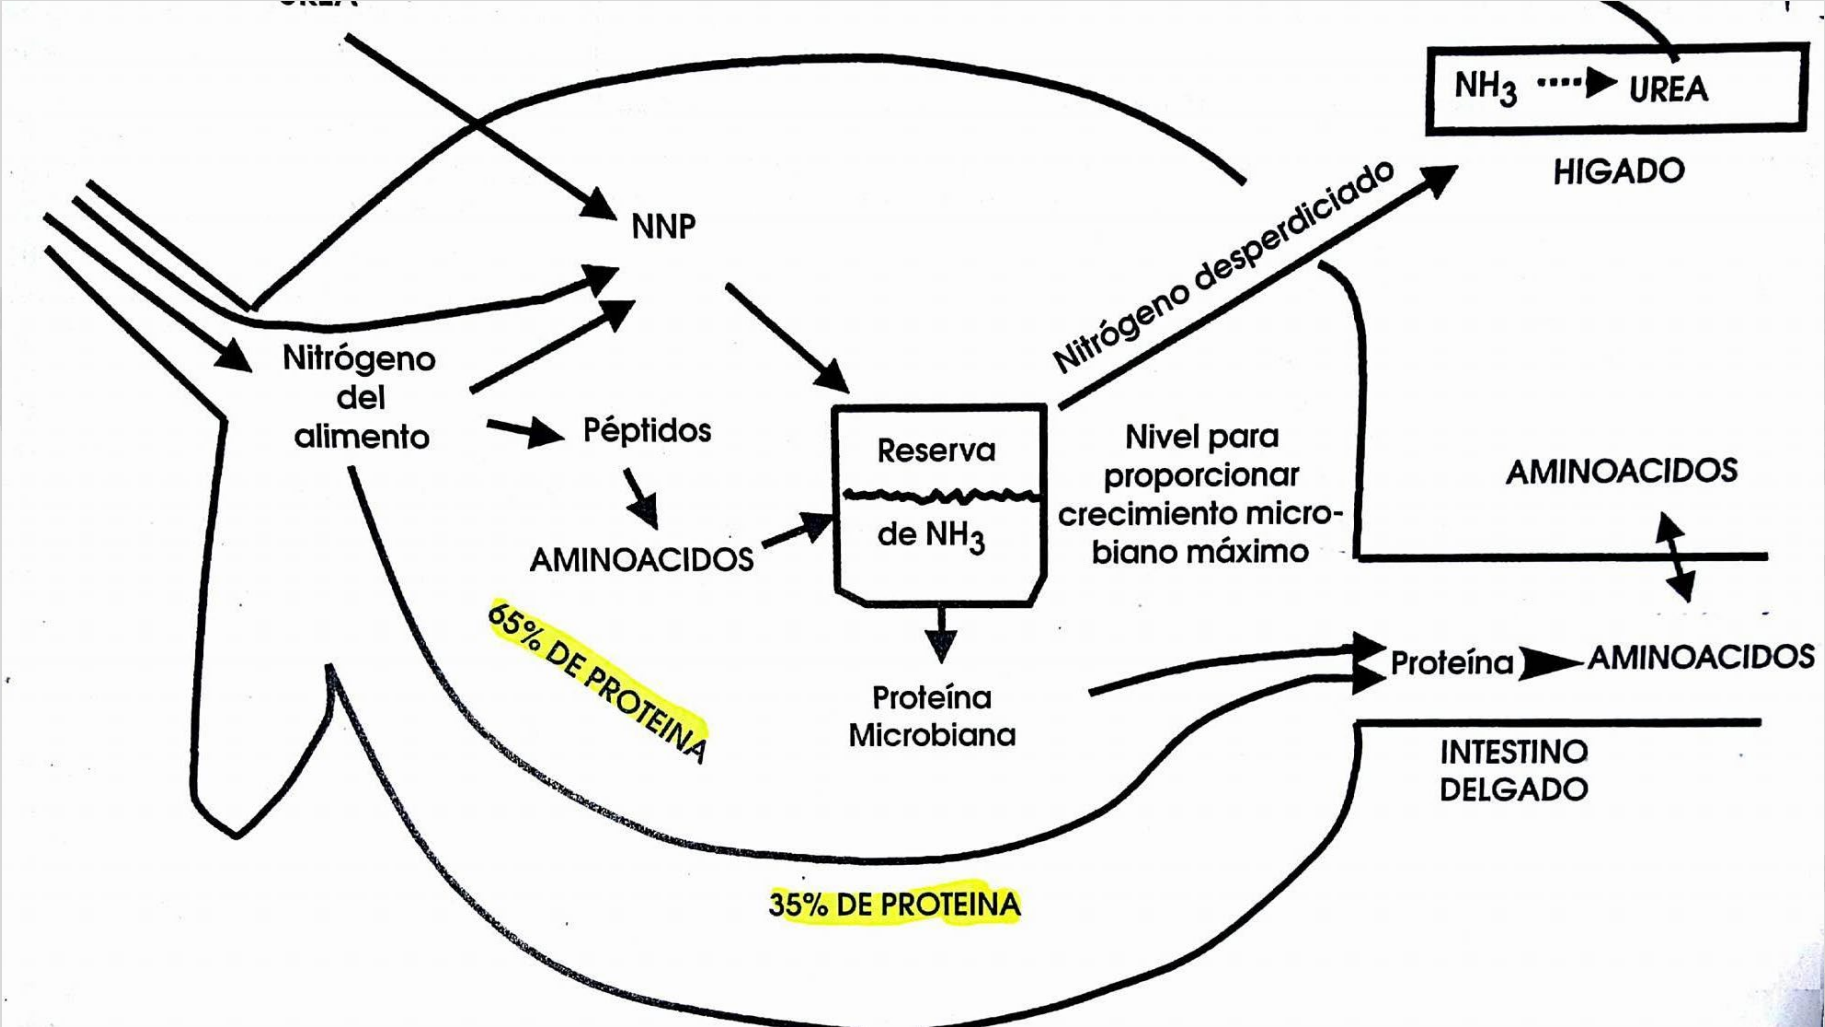 UREA
NH3 UREA
HIGADO
NNP
Nitrógeno desperdiciado
Nitrógeno
del
alimento
Péptidos
AMINOACIDOS
Reserva
de NH3
Nivel para
proporcionar
crecimiento micro-
biano máximo
AMINOACIDOS
65% DE PROTEINA
Proteína
Microbiana
Proteína AMINOACIDOS
INTESTINO
DELGADO
35% DE PROTEINA